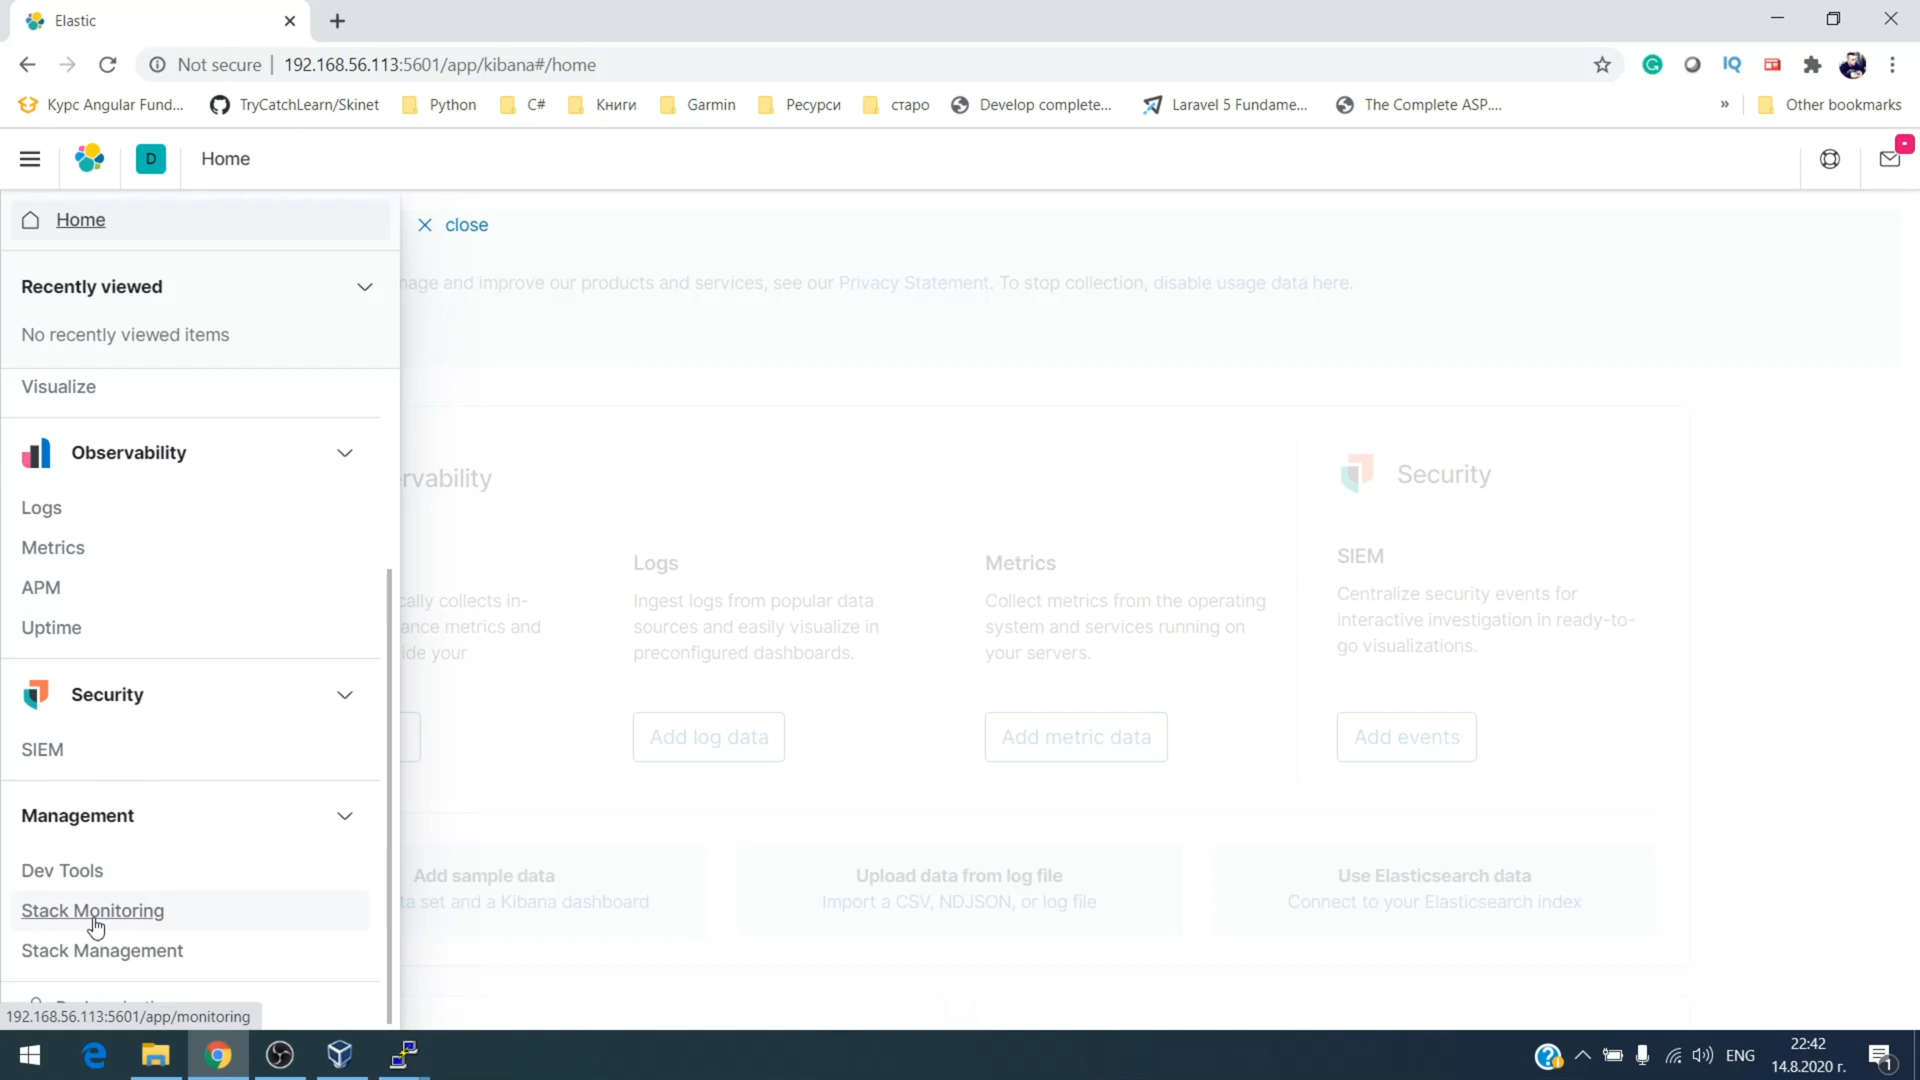 Elastic
Not secure | 192.168.56.113:5601/app/kibana#/home
Курс Angular Fund...
TryCatchLearn/Skinet
Python
C#
Книги
Garmin
Ресурси
старо
Develop complete...
Laravel 5 Fundame...
The Complete ASP....
»
Other bookmarks
D
Home
Home
close
Recently viewed
nage and improve our products and services, see our Privacy Statement. To stop collection, disable usage data here.
No recently viewed items
Visualize
Observability
Logs
Metrics
APM
Uptime
Security
SIEM
Management
Dev Tools
Stack Monitoring
Stack Management
192.168.56.113:5601/app/monitoring
rvability
cally collects in-
ance metrics and
ide your
Logs
Ingest logs from popular data
sources and easily visualize in
preconfigured dashboards.
Add log data
Metrics
Collect metrics from the operating
system and services running on
your servers.
Add metric data
Security
SIEM
Centralize security events for
interactive investigation in ready-to-
go visualizations.
Add events
Add sample data
ta set and a Kibana dashboard
Upload data from log file
Import a CSV, NDJSON, or log file
Use Elasticsearch data
Connect to your Elasticsearch index
ENG
22:42
14.8.2020 г.
1